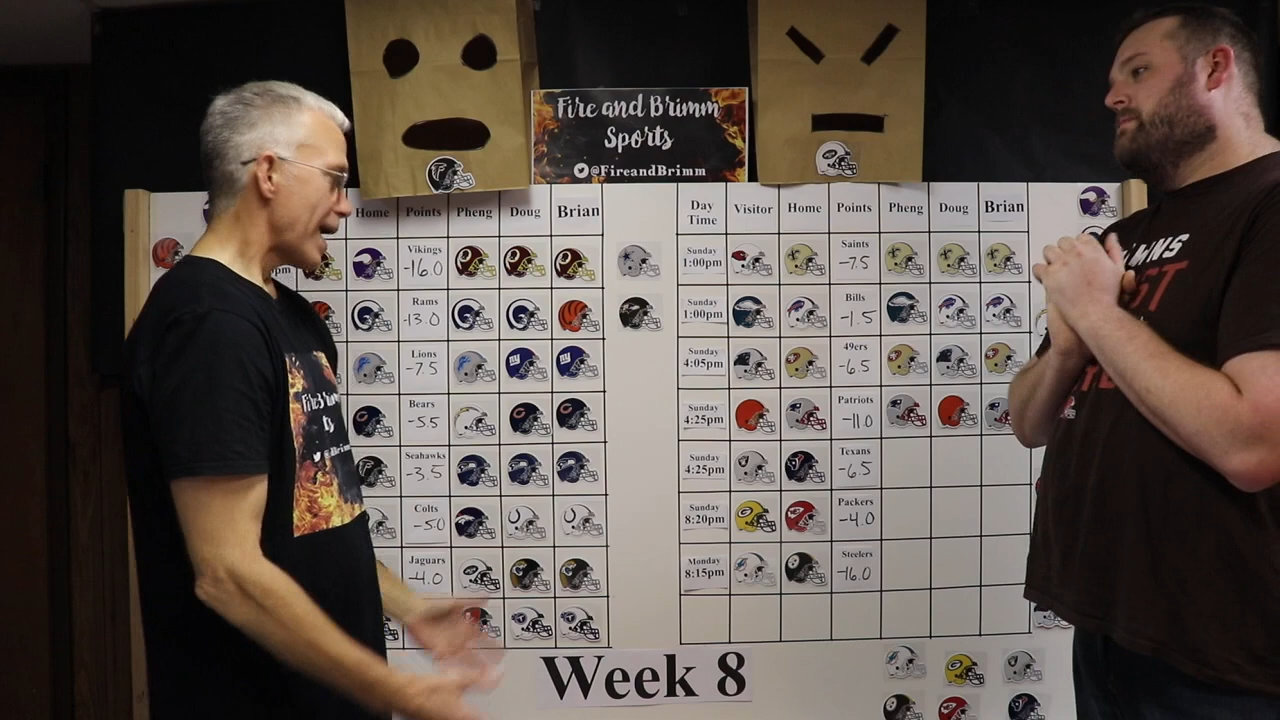 Fire and Brimm
Sports
@FireandBrimm
Home Points Pheng Doug Brian
Vikings
-16.0
pm
Rams
-13.0
Lions
-7.5
Bears
-5.5
Seahawks
-3.5
Colts
-5.0
Jaguars
-4.0
Day
Time
Visitor Home Points Pheng Doug Brian
Sunday
1:00pm
Saints
-7.5
Sunday
1:00pm
Bills
-1.5
Sunday
4:05pm
49ers
-6.5
Sunday
4:25pm
Patriots
-11.0
Sunday
4:25pm
Texans
-6.5
Sunday
8:20pm
Packers
-4.0
Monday
8:15pm
Steelers
-16.0
Week 8